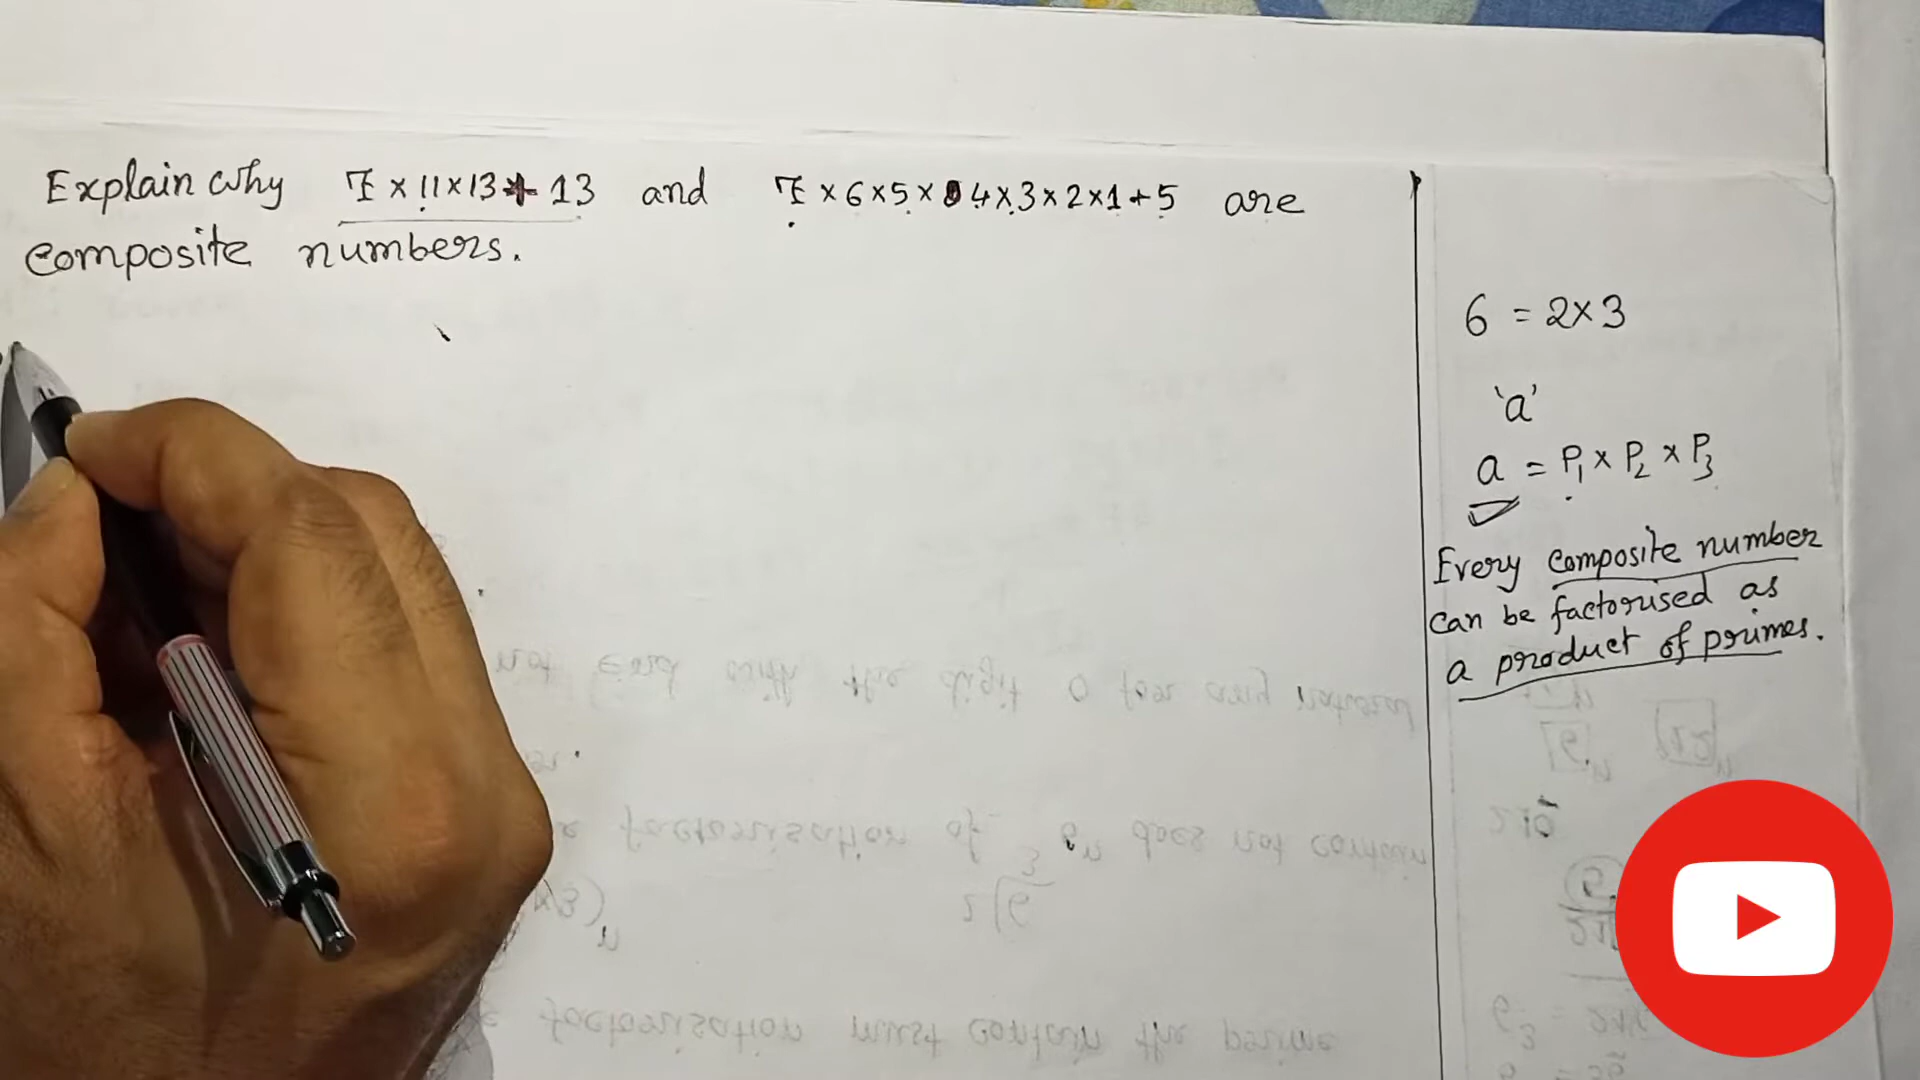 Explain why 7 × 11 × 13 + 13 and 7 × 6 × 5 × 4 × 3 × 2 × 1 + 5 are
composite numbers.
6 = 2 × 3
'a'
a = P₁ × P₂ × P₃
Every composite number
can be factorised as
a product of primes.